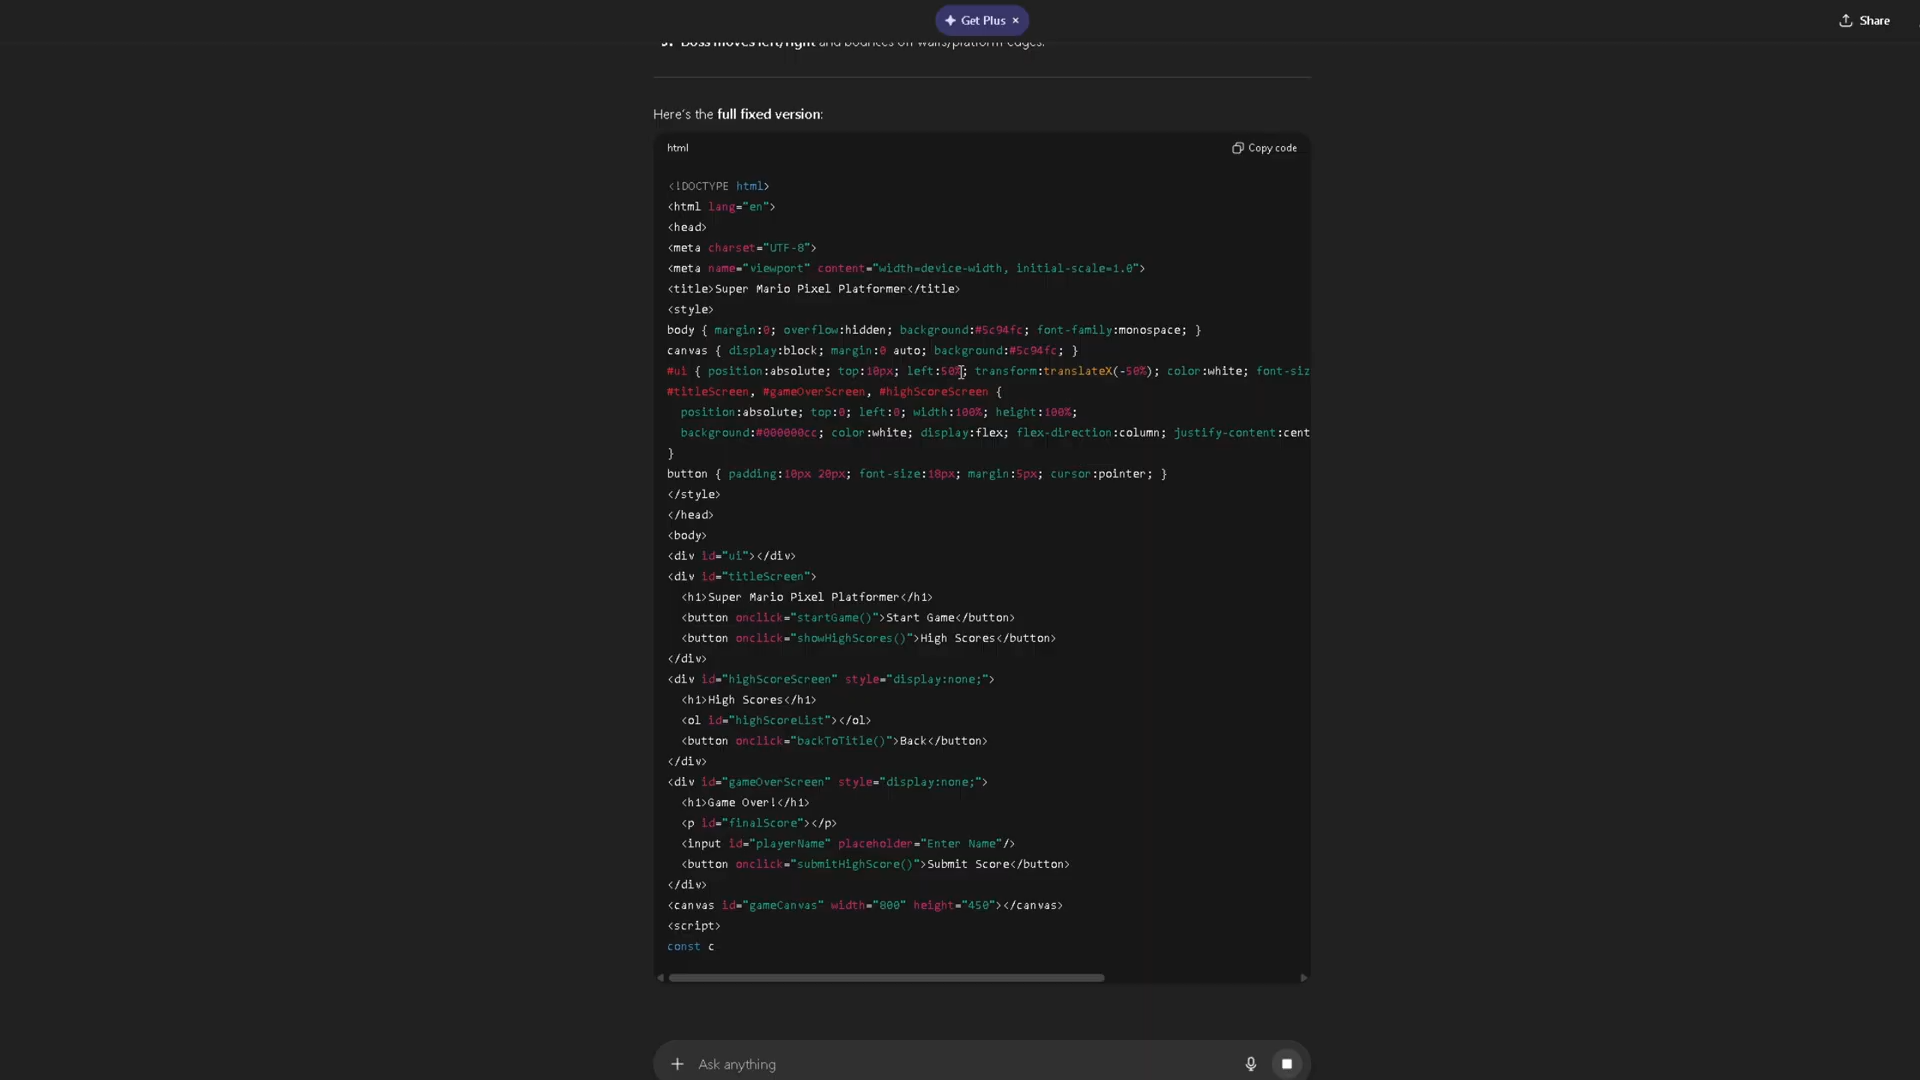 Get Plus ×
Share
Boss moves left/right and bounces off walls/platform edges.
Here's the full fixed version:
html
Copy code
<!DOCTYPE html>
<html lang="en">
<head>
<meta charset="UTF-8">
<meta name="viewport" content="width=device-width, initial-scale=1.0">
<title>Super Mario Pixel Platformer</title>
<style>
body { margin:0; overflow:hidden; background:#5c94fc; font-family:monospace; }
canvas { display:block; margin:0 auto; background:#5c94fc; }
#ui { position:absolute; top:10px; left:50%; transform:translateX(-50%); color:white; font-siz
#titleScreen, #gameOverScreen, #highScoreScreen {
  position:absolute; top:0; left:0; width:100%; height:100%;
  background:#000000cc; color:white; display:flex; flex-direction:column; justify-content:cent
}
button { padding:10px 20px; font-size:18px; margin:5px; cursor:pointer; }
</style>
</head>
<body>
<div id="ui"></div>
<div id="titleScreen">
  <h1>Super Mario Pixel Platformer</h1>
  <button onclick="startGame()">Start Game</button>
  <button onclick="showHighScores()">High Scores</button>
</div>
<div id="highScoreScreen" style="display:none;">
  <h1>High Scores</h1>
  <ol id="highScoreList"></ol>
  <button onclick="backToTitle()">Back</button>
</div>
<div id="gameOverScreen" style="display:none;">
  <h1>Game Over!</h1>
  <p id="finalScore"></p>
  <input id="playerName" placeholder="Enter Name"/>
  <button onclick="submitHighScore()">Submit Score</button>
</div>
<canvas id="gameCanvas" width="800" height="450"></canvas>
<script>
const c
Ask anything